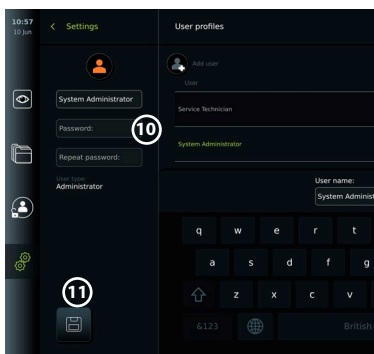 10:57
10 Jun
Settings
User profiles
Add user
User
System Administrator
Service Technician
Password:
10
System Administrator
Repeat password:
User type:
Administrator
User name:
System Administ
q w e r t
a s d f g
z x c v
11
&123
British